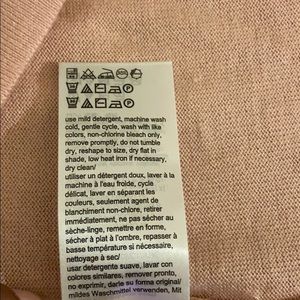 use mild detergent, machine wash
cold, gentle cycle, wash with like
colors, non-chlorine bleach only,
remove promptly, do not tumble
dry, reshape to size, dry flat in
shade, low heat iron if necessary,
dry clean/
utiliser un détergent doux, laver à la
machine à l'eau froide, cycle
délicat, laver en séparant les
couleurs, seulement agent de
blanchiment non chlore, retirer
immédiatement, ne pas sécher au
sèche-linge, remettre en forme,
sécher à plat à l'ombre, repasser à
basse température si nécessaire,
nettoyage à sec/
usar detergente suave, lavar con
colores similares, remover pronto,
no exprimir, darle su forma original/
mildes Waschmittel verwenden, Mit